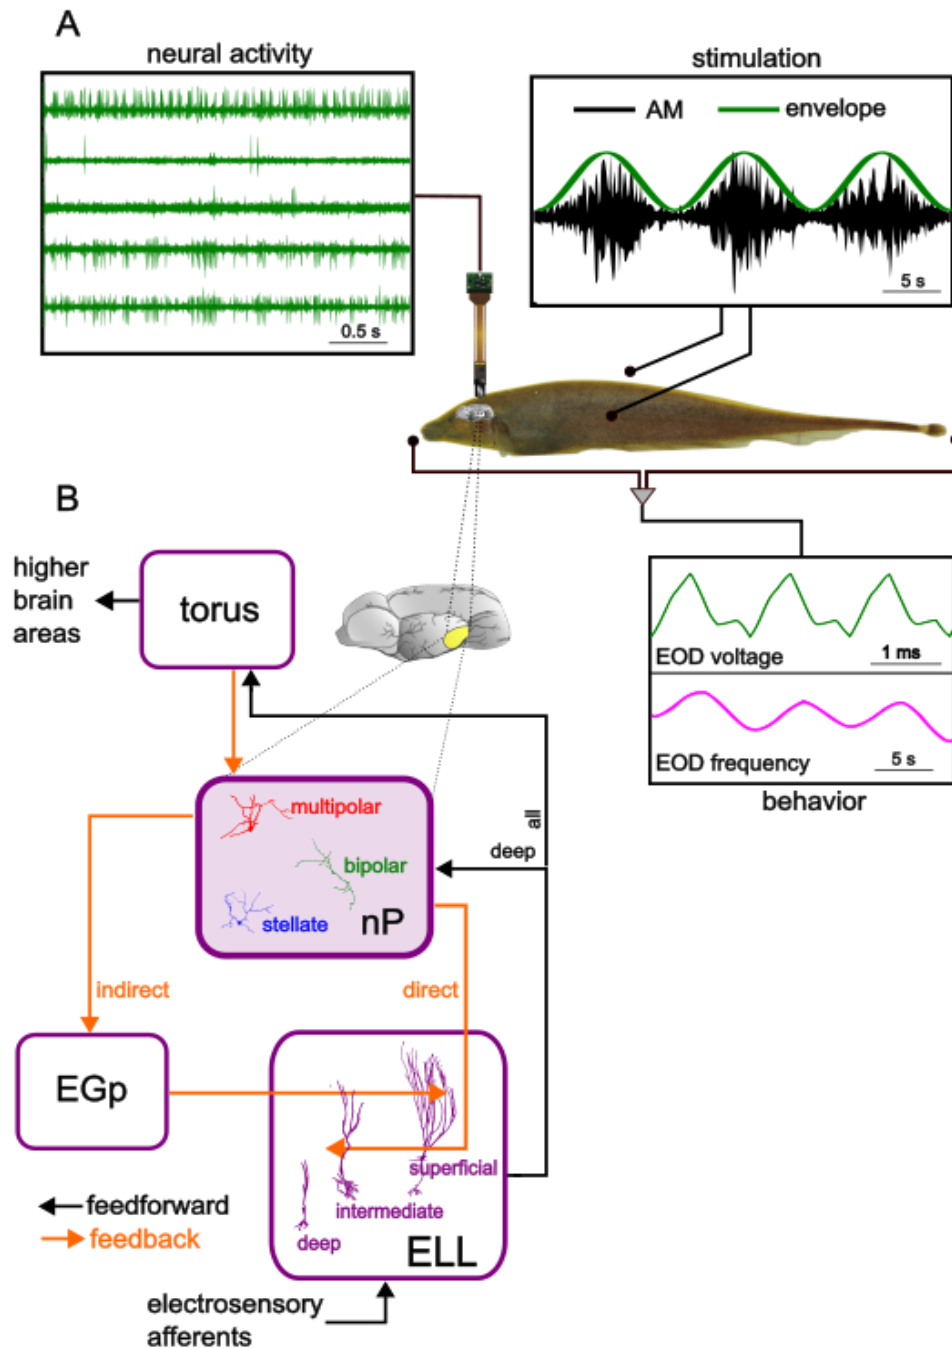 A
neural activity
stimulation
AM
envelope
5 s
0.5 s
B
higher
brain
areas
torus
EOD voltage
1 ms
EOD frequency
5 s
behavior
multipolar
bipolar
stellate
nP
all
deep
indirect
direct
EGp
superficial
intermediate
deep
ELL
feedforward
feedback
electrosensory
afferents